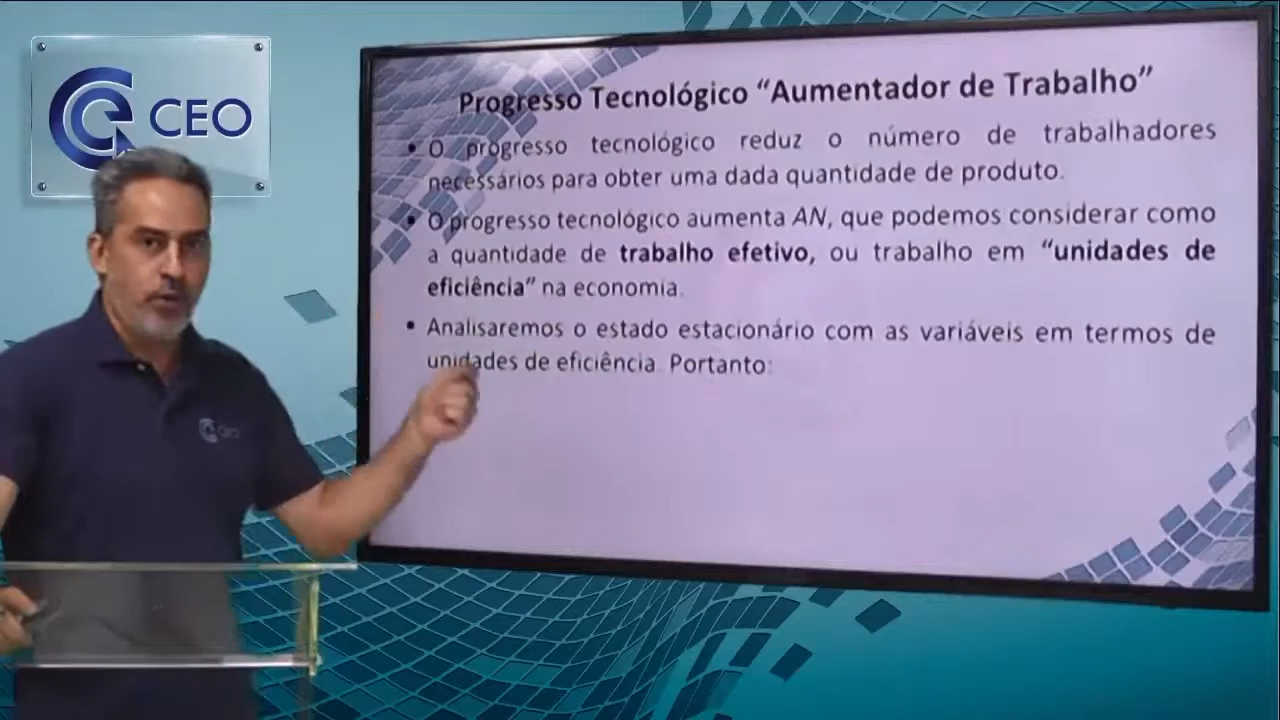 CEO
Progresso Tecnológico “Aumentador de Trabalho”
• O progresso tecnológico reduz o número de trabalhadores
necessários para obter uma dada quantidade de produto.
• O progresso tecnológico aumenta AN, que podemos considerar como
a quantidade de trabalho efetivo, ou trabalho em “unidades de
eficiência” na economia.
• Analisaremos o estado estacionário com as variáveis em termos de
unidades de eficiência. Portanto:
CEO